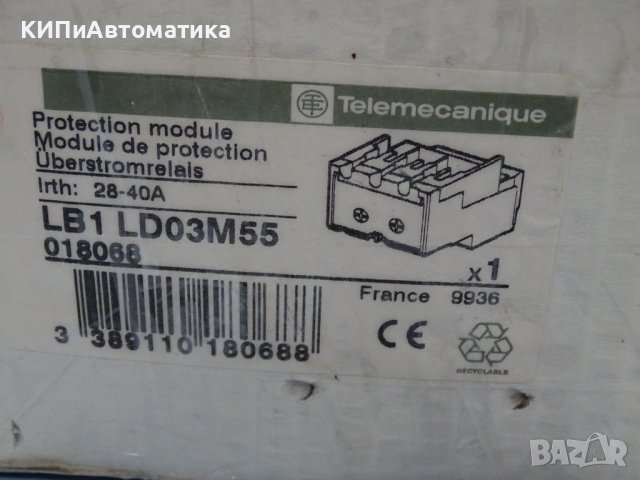 КИПиАвтоматика
Telemecanique
Protection module
Module de protection
Überstromrelais
Irth: 28-40A
LB1 LD03M55
018068
x1
France 9936
3 389110 180688
CE
RECYCLABLE
BAZAR